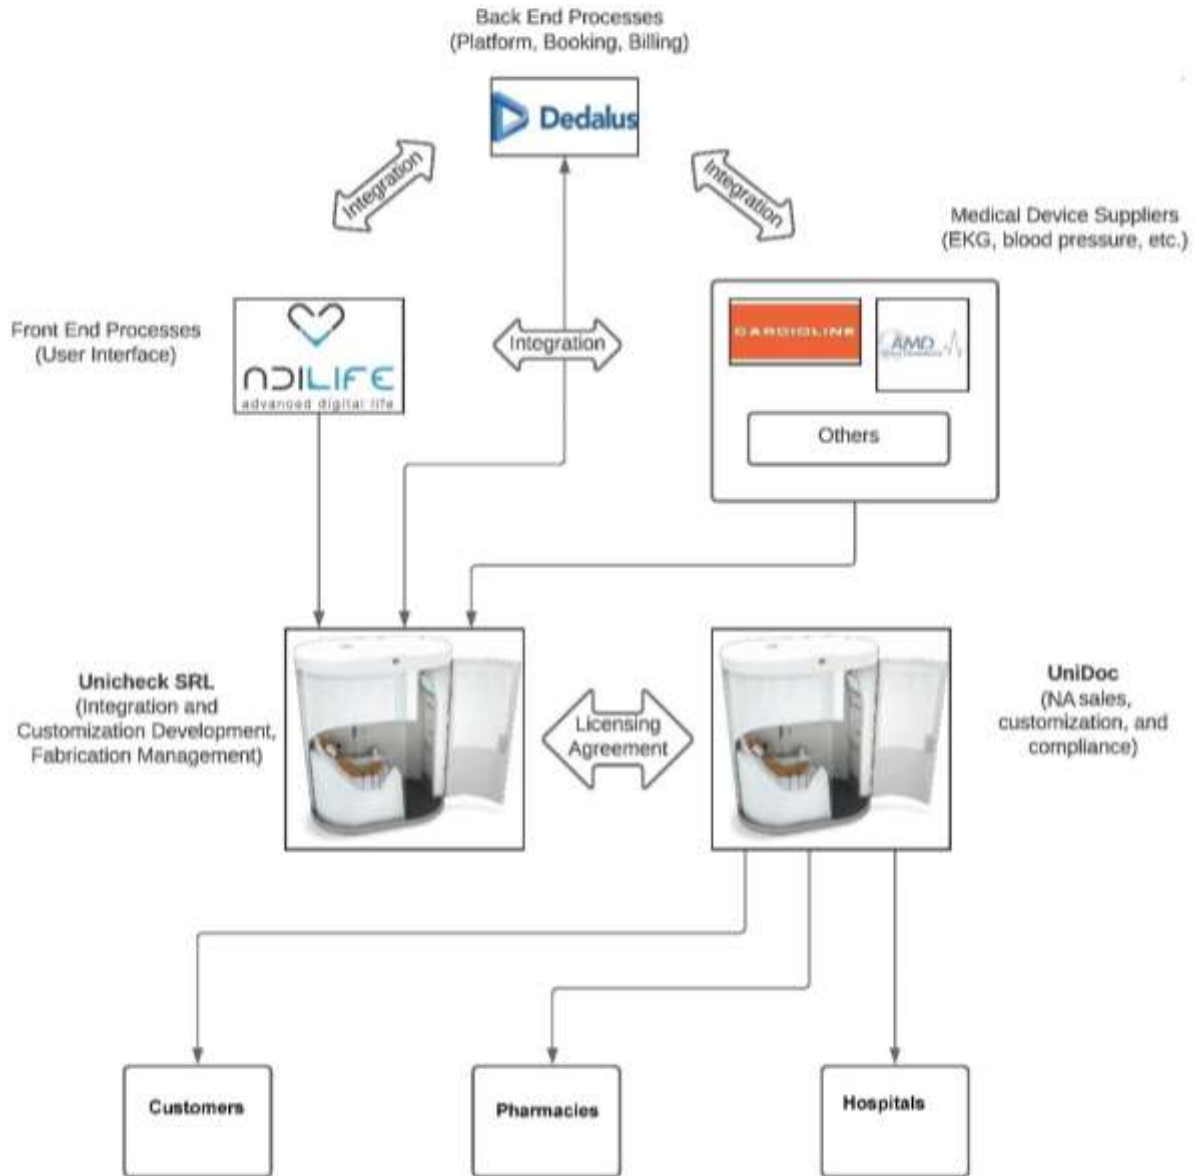 Back End Processes
(Platform, Booking, Billing)
Dedalus
Integration
Integration
Medical Device Suppliers
(EKG, blood pressure, etc.)
Front End Processes
(User Interface)
ADiLIFE
advanced digital life
Integration
CARDIOLINE
AMD
Others
Unicheck SRL
(Integration and
Customization Development,
Fabrication Management)
Licensing
Agreement
UniDoc
(NA sales,
customization, and
compliance)
Customers
Pharmacies
Hospitals